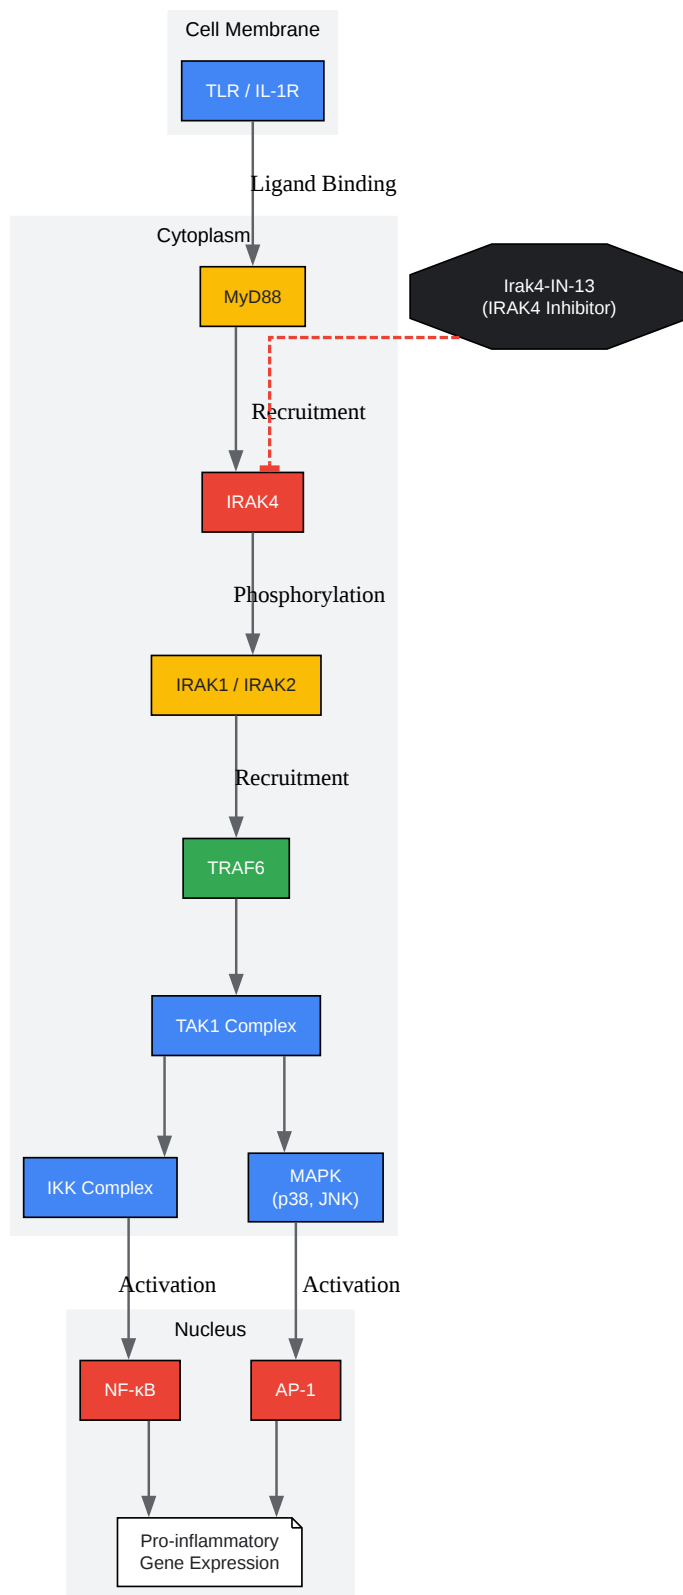 Cell Membrane
TLR / IL-1R
Ligand Binding
Cytoplasm
MyD88
Irak4-IN-13
(IRAK4 Inhibitor)
Recruitment
IRAK4
Phosphorylation
IRAK1 / IRAK2
Recruitment
TRAF6
TAK1 Complex
IKK Complex
MAPK
(p38, JNK)
Activation
Activation
Nucleus
NF-κB
AP-1
Pro-inflammatory
Gene Expression